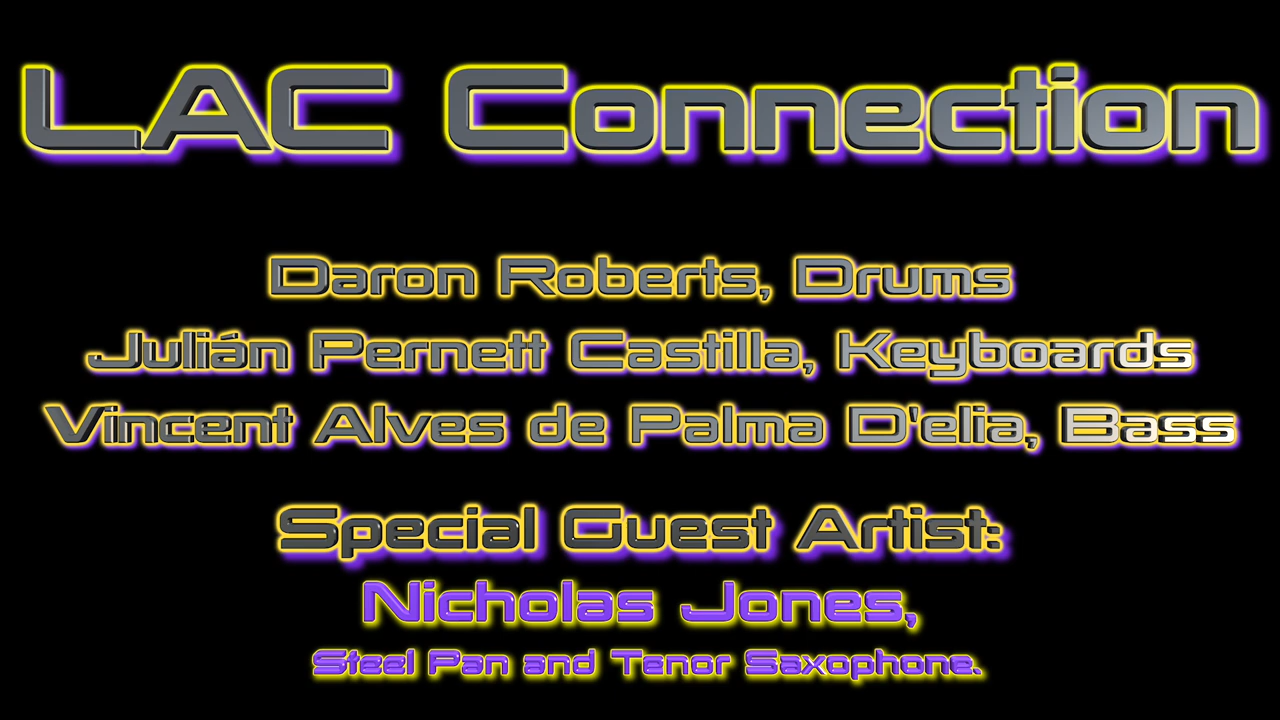 LAC Connection
Daron Roberts, Drums
Julián Pernett Castilla, Keyboards
Vincent Alves de Palma D'elia, Bass
Special Guest Artist:
Nicholas Jones,
Steel Pan and Tenor Saxophone.